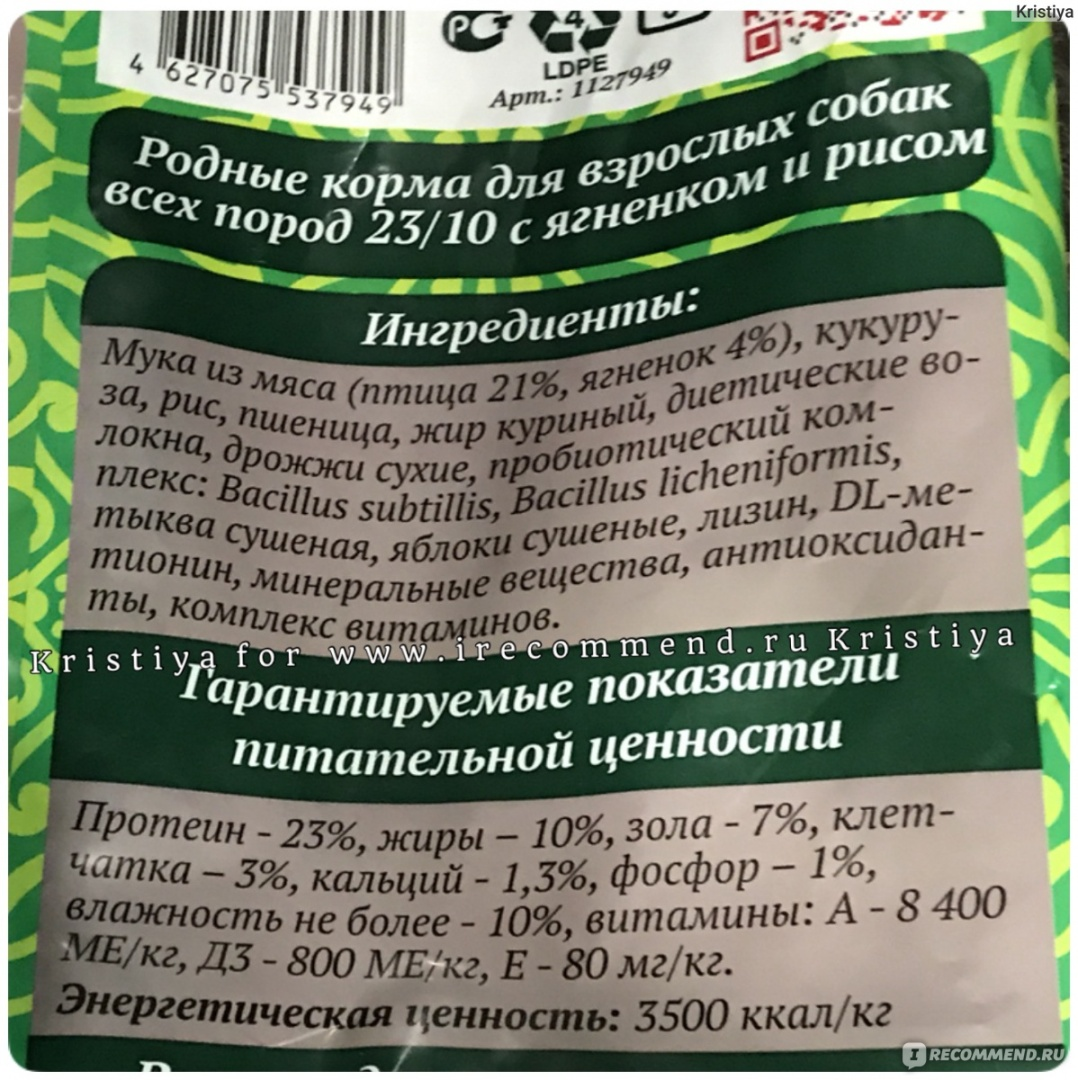 Kristiya
4 627075 537949
LDPE
Арт.: 1127949
Родные корма для взрослых собак
всех пород 23/10 с ягненком и рисом
Ингредиенты:
Мука из мяса (птица 21%, ягненок 4%), кукуру-
за, рис, пшеница, жир куриный, диетические во-
локна, дрожжи сухие, пробиотический ком-
плекс: Bacillus subtillis, Bacillus licheniformis,
тыква сушеная, яблоки сушеные, лизин, DL-ме-
тионин, минеральные вещества, антиоксидан-
ты, комплекс витаминов.
Kristiya for www.irecommend.ru Kristiya
Гарантируемые показатели
питательной ценности
Протеин - 23%, жиры – 10%, зола - 7%, клет-
чатка – 3%, кальций - 1,3%, фосфор – 1%,
влажность не более - 10%, витамины: А - 8 400
МЕ/кг, Д3 - 800 МЕ/кг, Е - 80 мг/кг.
Энергетическая ценность: 3500 ккал/кг
IRECOMMEND.RU